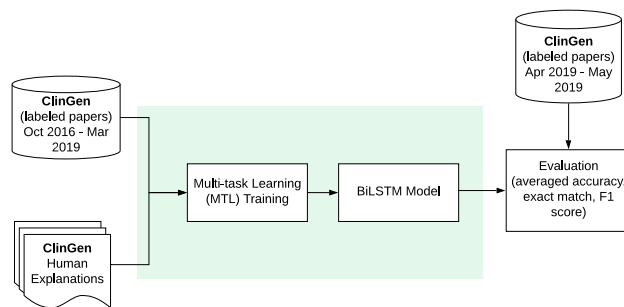 ClinGen
(labeled papers)
Oct 2016 - Mar
2019
ClinGen
Human
Explanations
Multi-task Learning
(MTL) Training
BiLSTM Model
ClinGen
(labeled papers)
Apr 2019 - May
2019
Evaluation
(averaged accuracy,
exact match, F1
score)